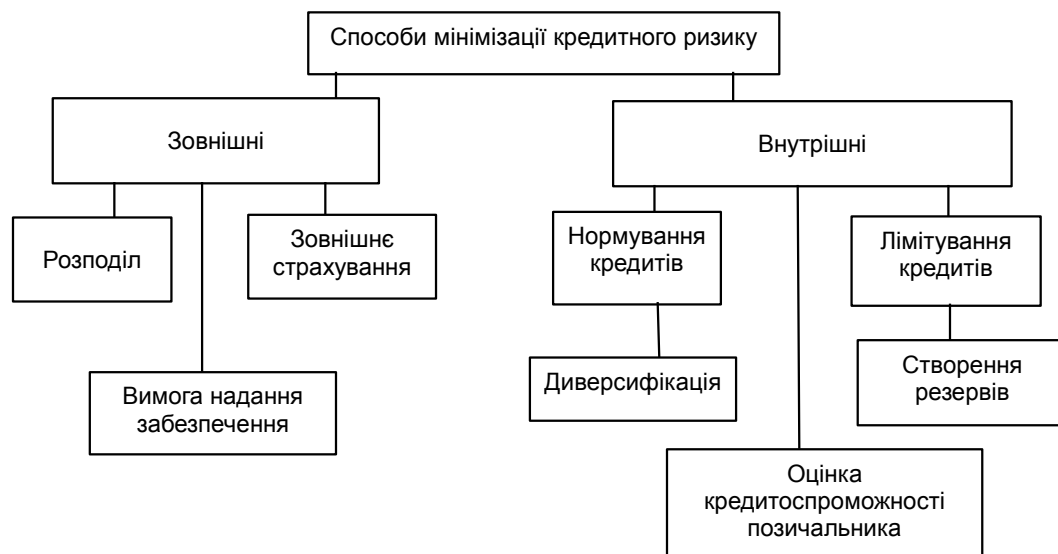 Способи мінімізації кредитного ризику
Зовнішні
Внутрішні
Розподіл
Зовнішнє
страхування
Нормування
кредитів
Лімітування
кредитів
Вимога надання
забезпечення
Диверсифікація
Створення
резервів
Оцінка
кредитоспроможності
позичальника